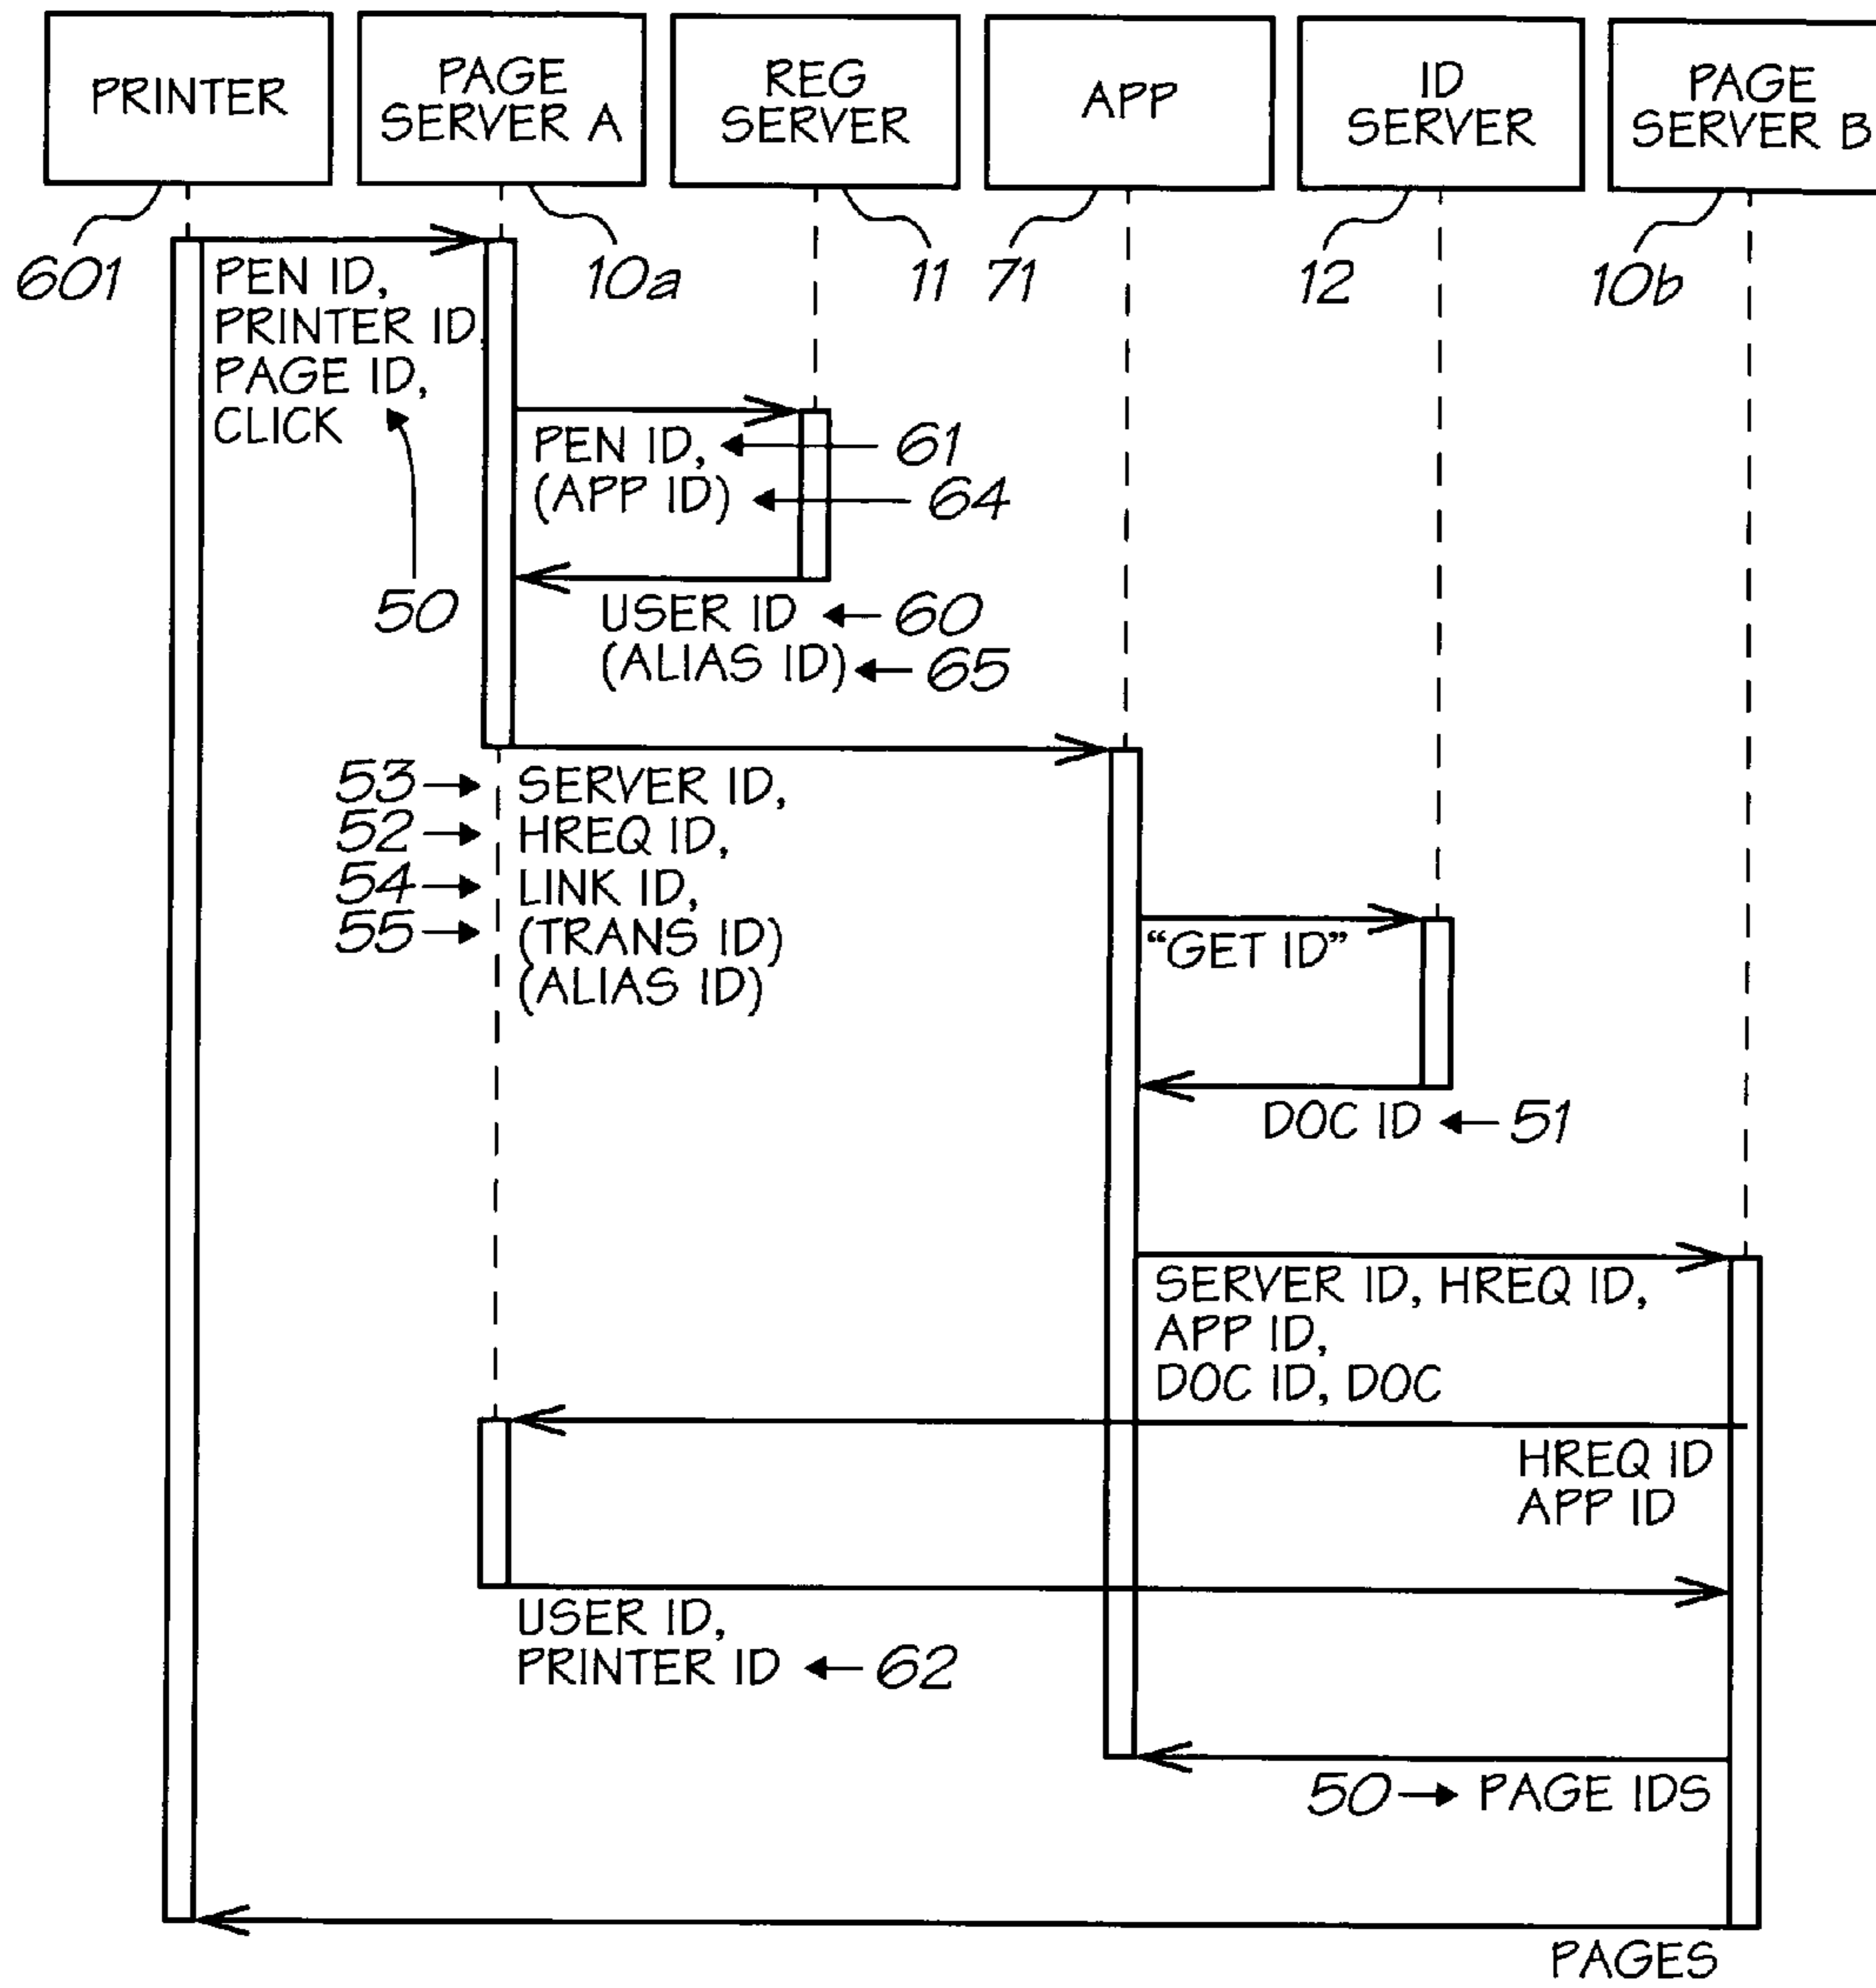 PRINTER
PAGE
SERVER A
REG
SERVER
APP
ID
SERVER
PAGE
SERVER B
601
10a
11
71
12
10b
PEN ID,
PRINTER ID
PAGE ID,
CLICK
50
PEN ID,
61
(APP ID)
64
USER ID
60
(ALIAS ID)
65
53
SERVER ID,
52
HREQ ID,
54
LINK ID,
55
(TRANS ID)
(ALIAS ID)
“GET ID”
DOC ID
51
SERVER ID, HREQ ID,
APP ID,
DOC ID, DOC
HREQ ID
APP ID
USER ID,
PRINTER ID
62
50
PAGE IDS
PAGES